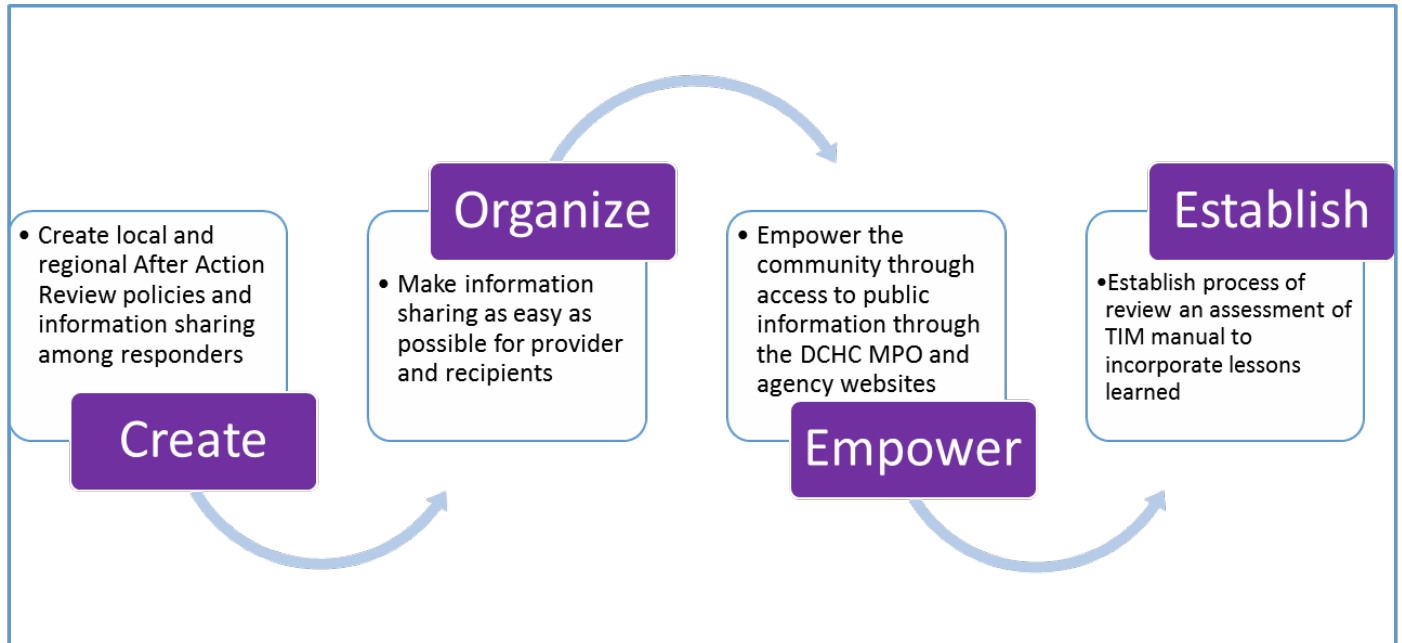 • Create local and
regional After Action
Review policies and
information sharing
among responders
Create
Organize
• Make information
sharing as easy as
possible for provider
and recipients
• Empower the
community through
access to public
information through
the DCHC MPO and
agency websites
Empower
Establish
•Establish process of
review an assessment of
TIM manual to
incorporate lessons
learned